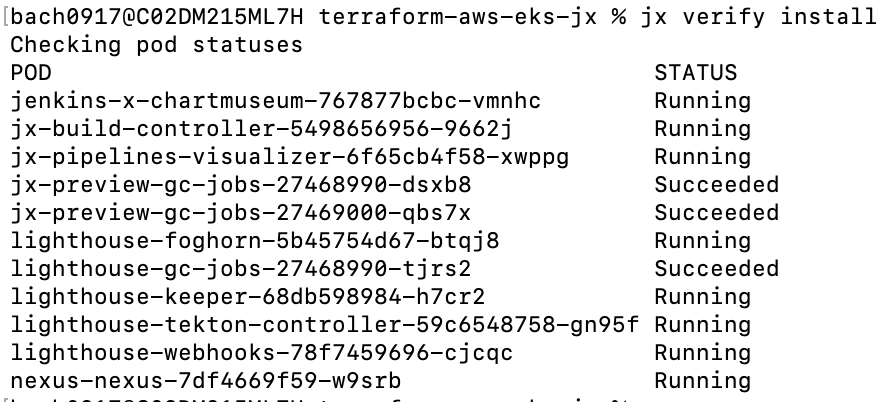 [bach0917@C02DM215ML7H terraform-aws-eks-jx % jx verify install
Checking pod statuses
POD STATUS
jenkins-x-chartmuseum-767877bcbc-vmnhc Running
jx-build-controller-5498656956-9662j Running
jx-pipelines-visualizer-6f65cb4f58-xwppg Running
jx-preview-gc-jobs-27468990-dsxb8 Succeeded
jx-preview-gc-jobs-27469000-qbs7x Succeeded
lighthouse-foghorn-5b45754d67-btqj8 Running
lighthouse-gc-jobs-27468990-tjrs2 Succeeded
lighthouse-keeper-68db598984-h7cr2 Running
lighthouse-tekton-controller-59c6548758-gn95f Running
lighthouse-webhooks-78f7459696-cjcqc Running
nexus-nexus-7df4669f59-w9srb Running